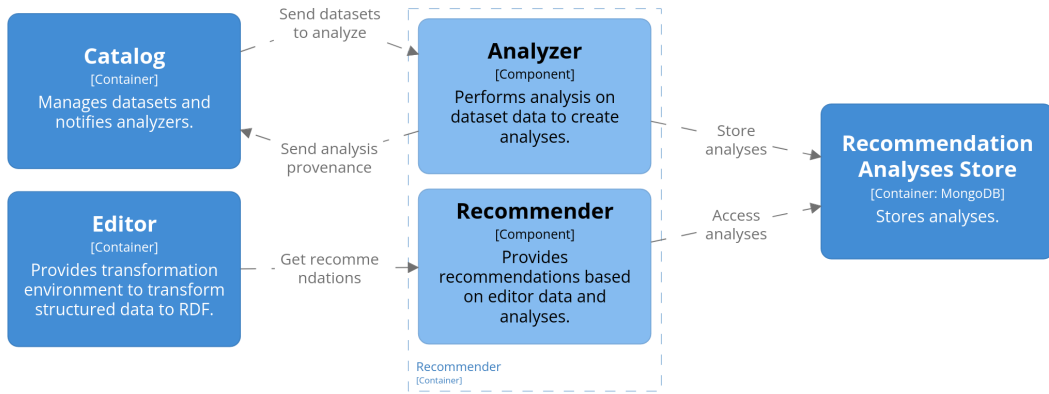 Catalog
[Container]
Manages datasets and
notifies analyzers.
Send datasets
to analyze
Send analysis
provenance
Analyzer
[Component]
Performs analysis on
dataset data to create
analyses.
Store
analyses
Recommendation
Analyses Store
[Container: MongoDB]
Stores analyses.
Editor
[Container]
Provides transformation
environment to transform
structured data to RDF.
Get recomme
ndations
Recommender
[Component]
Provides
recommendations based
on editor data and
analyses.
Access
analyses
Recommender
[Container]